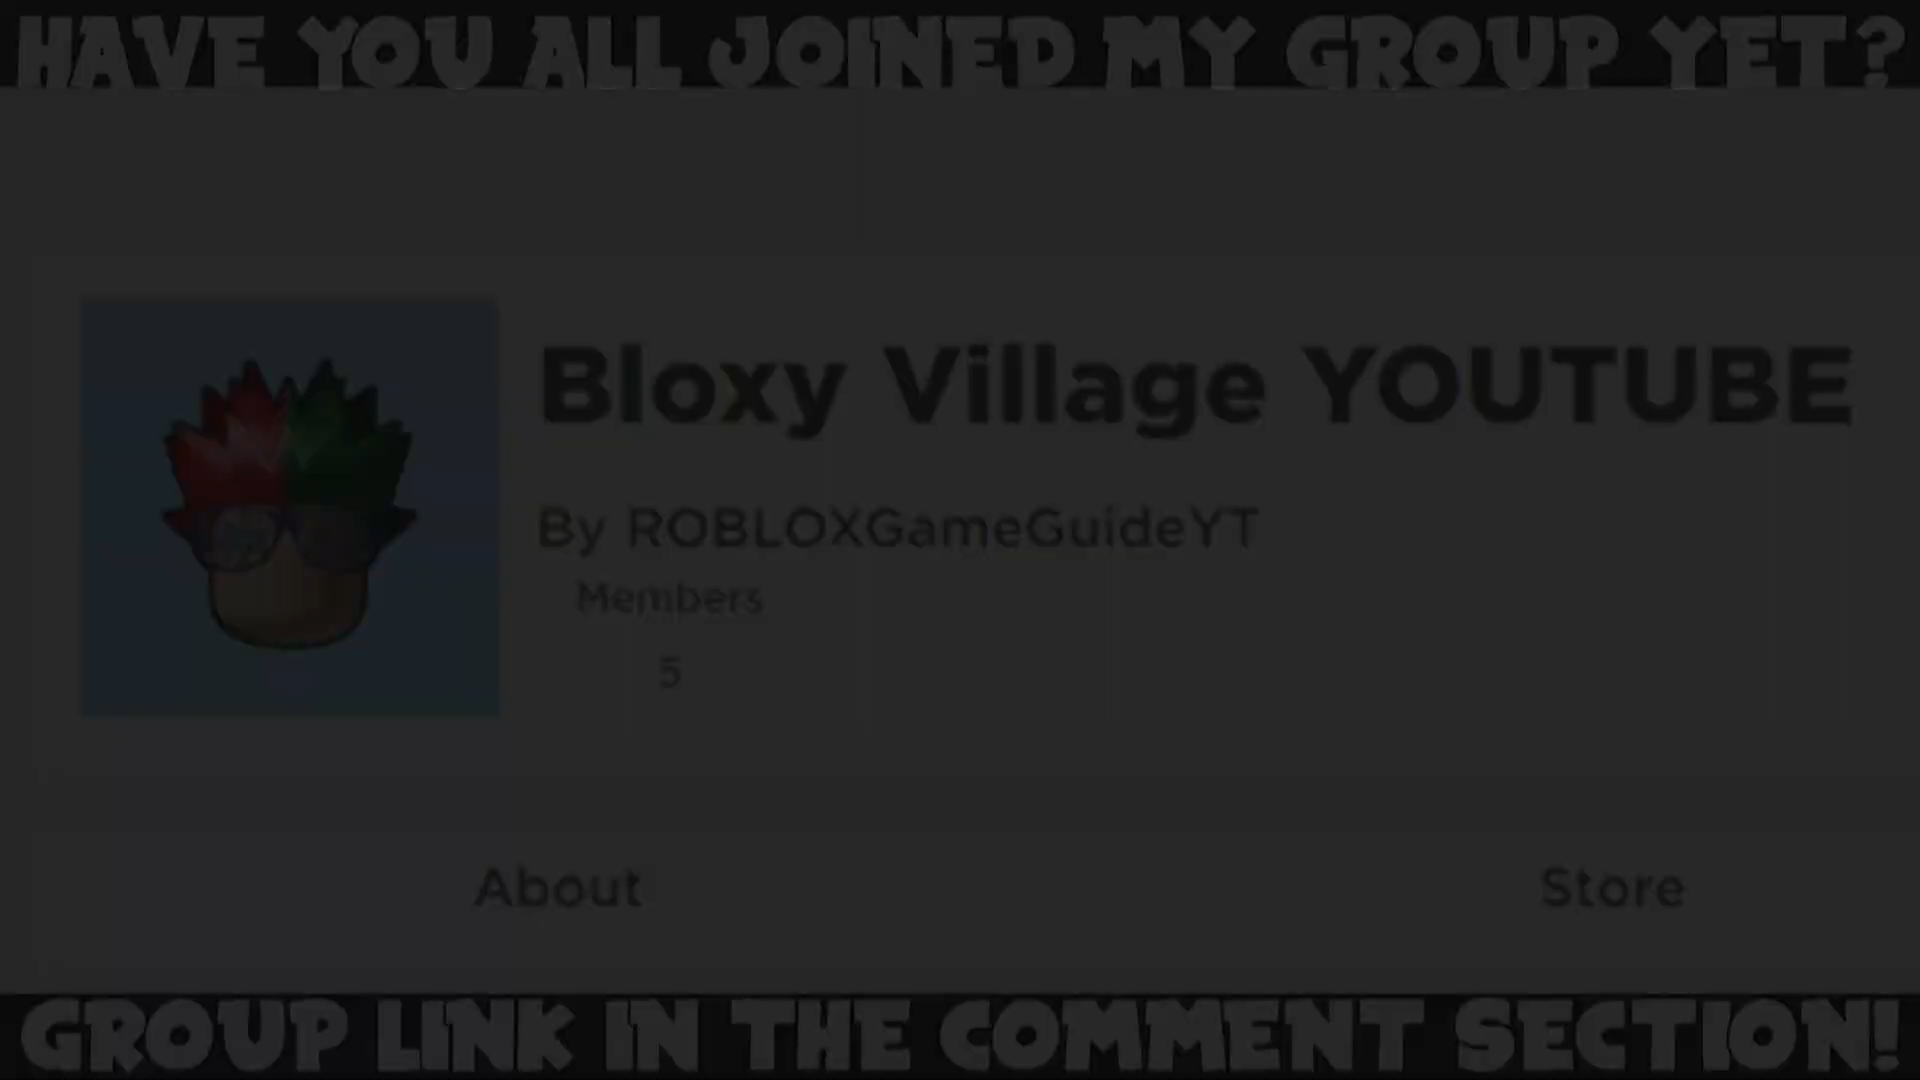 HAVE YOU ALL JOINED MY GROUP YET?
Bloxy Village YOUTUBE
By ROBLOXGameGuideYT
Members
5
About
Store
GROUP LINK IN THE COMMENT SECTION!